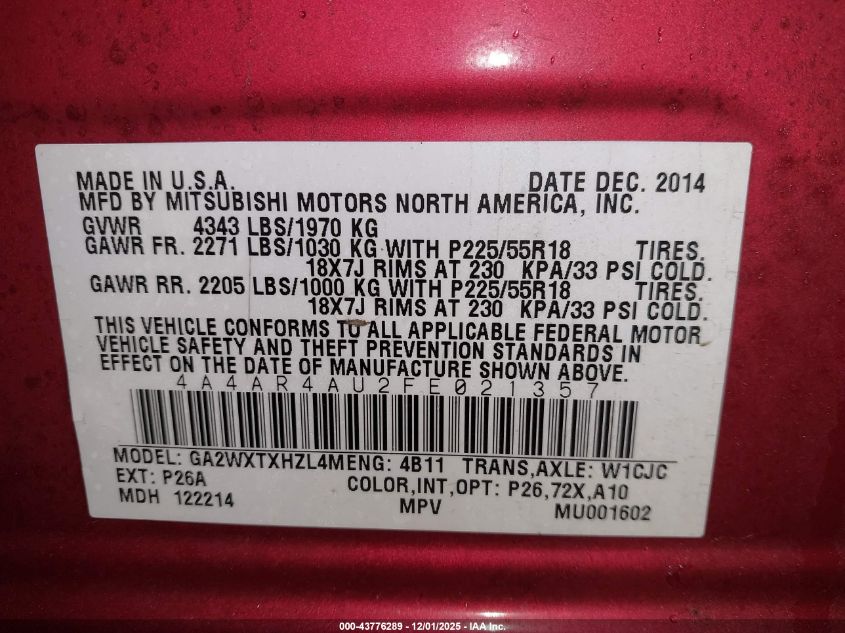 MADE IN U.S.A. DATE DEC. 2014
MFD BY MITSUBISHI MOTORS NORTH AMERICA, INC.
GVWR 4343 LBS/1970 KG
GAWR FR. 2271 LBS/1030 KG WITH P225/55R18 TIRES.
18X7J RIMS AT 230 KPA/33 PSI COLD.
GAWR RR. 2205 LBS/1000 KG WITH P225/55R18 TIRES.
18X7J RIMS AT 230 KPA/33 PSI COLD.
THIS VEHICLE CONFORMS TO ALL APPLICABLE FEDERAL MOTOR
VEHICLE SAFETY AND THEFT PREVENTION STANDARDS IN
EFFECT ON THE DATE OF MANUFACTURE SHOWN ABOVE.
4A4AR4AU2FE021357
MODEL: GA2WXTXHZL4MENG: 4B11 TRANS,AXLE: W1CJC
EXT: P26A COLOR,INT,OPT: P26,72X,A10
MDH 122214 MPV MU001602
000-43776289 - 12/01/2025 - IAA Inc.